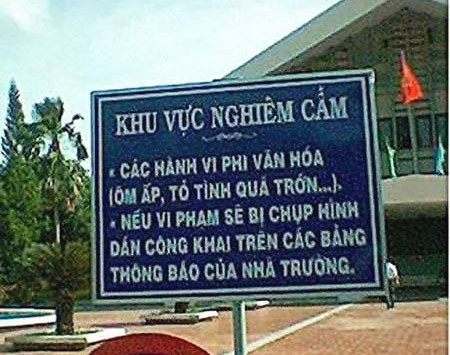 KHU VỰC NGHIÊM CẤM
* CÁC HÀNH VI PHI VĂN HÓA
(ÔM ẤP, TỎ TÌNH QUÁ TRỚN...).
* NẾU VI PHẠM SẼ BỊ CHỤP HÌNH
DÁN CÔNG KHAI TRÊN CÁC BẢNG
THÔNG BÁO CỦA NHÀ TRƯỜNG.